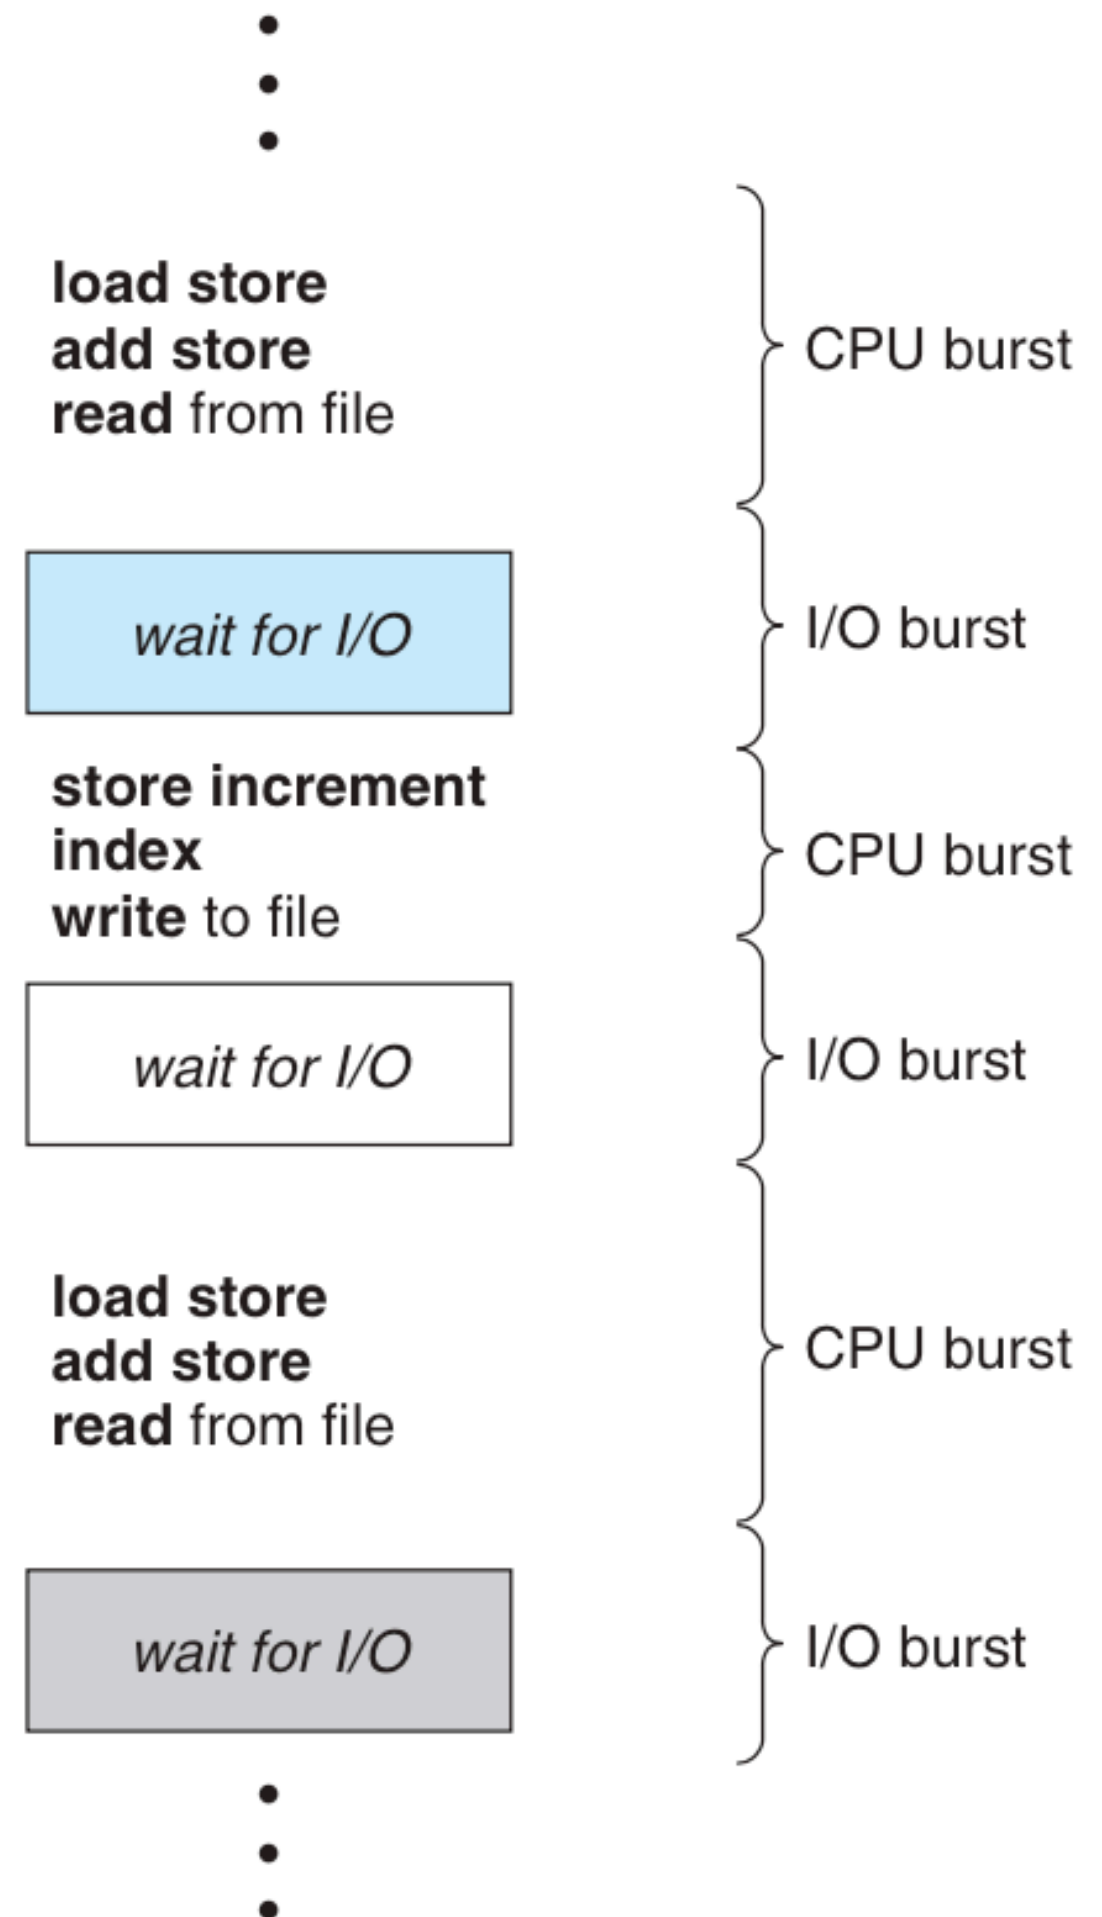 load store
add store
read from file
CPU burst
wait for I/O
I/O burst
store increment
index
write to file
CPU burst
wait for I/O
I/O burst
load store
add store
read from file
CPU burst
wait for I/O
I/O burst